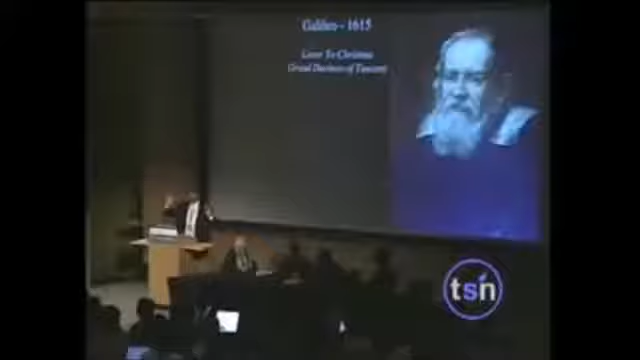 Galileo - 1615
Letter To Christina
Grand Duchess of Tuscany
tsn